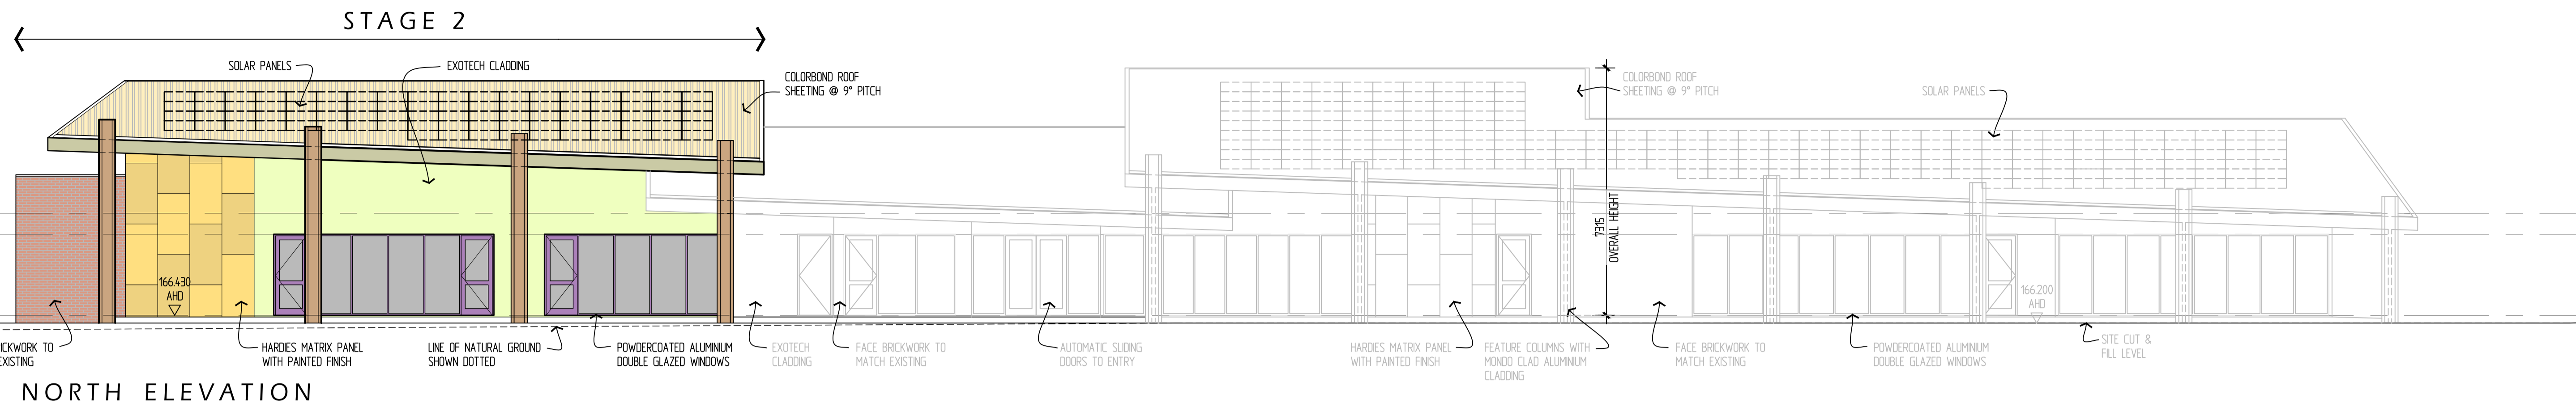 STAGE 2
SOLAR PANELS
EXOTECH CLADDING
COLORBOND ROOF
SHEETING @ 9° PITCH
COLORBOND ROOF
SHEETING @ 9° PITCH
SOLAR PANELS
7315
OVERALL HEIGHT
166.430
AHD
166.200
AHD
ICKWORK TO
EXISTING
HARDIES MATRIX PANEL
WITH PAINTED FINISH
LINE OF NATURAL GROUND
SHOWN DOTTED
POWDERCOATED ALUMINIUM
DOUBLE GLAZED WINDOWS
EXOTECH
CLADDING
FACE BRICKWORK TO
MATCH EXISTING
AUTOMATIC SLIDING
DOORS TO ENTRY
HARDIES MATRIX PANEL
WITH PAINTED FINISH
FEATURE COLUMNS WITH
MONDO CLAD ALUMINIUM
CLADDING
FACE BRICKWORK TO
MATCH EXISTING
POWDERCOATED ALUMINIUM
DOUBLE GLAZED WINDOWS
SITE CUT &
FILL LEVEL
NORTH ELEVATION